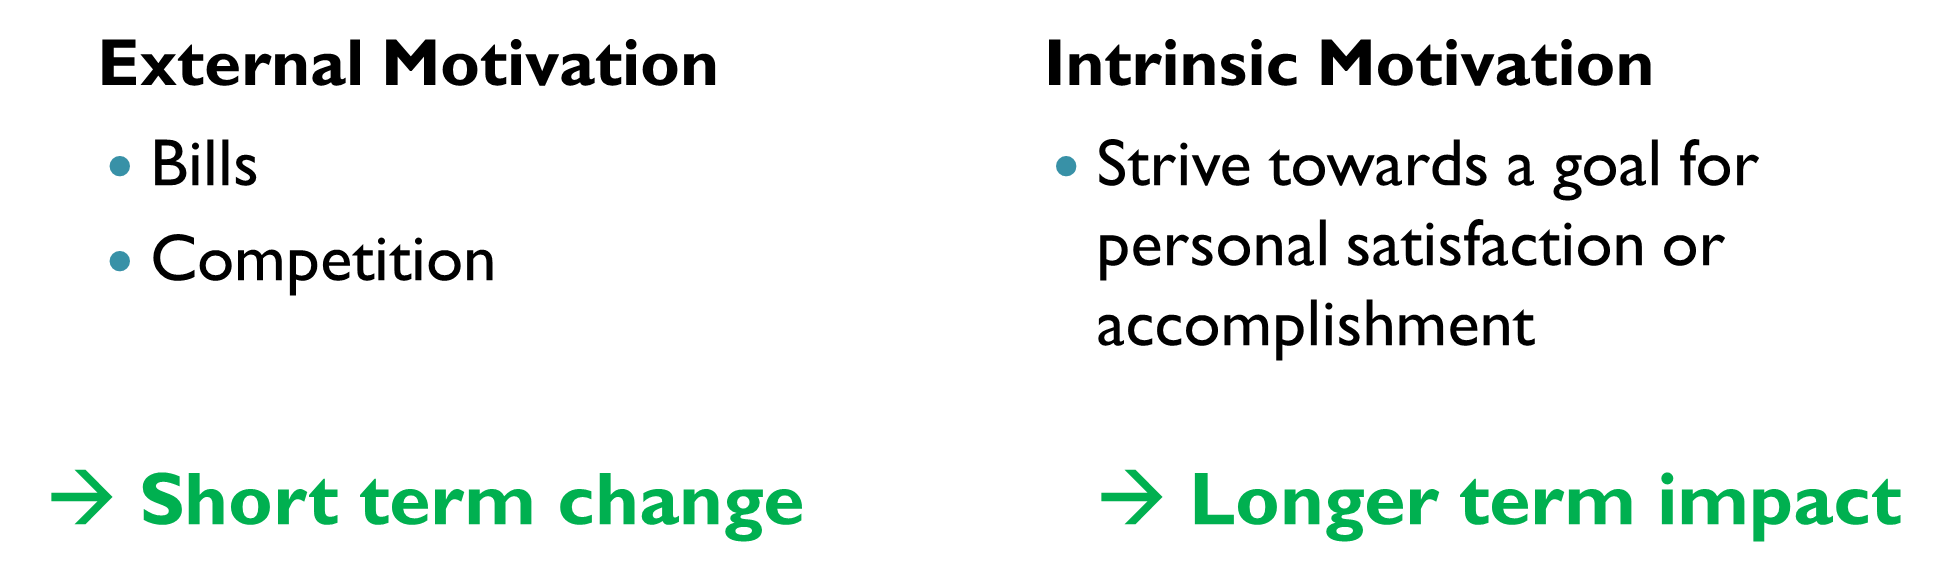 External Motivation
• Bills
• Competition
→ Short term change
Intrinsic Motivation
• Strive towards a goal for
personal satisfaction or
accomplishment
→ Longer term impact